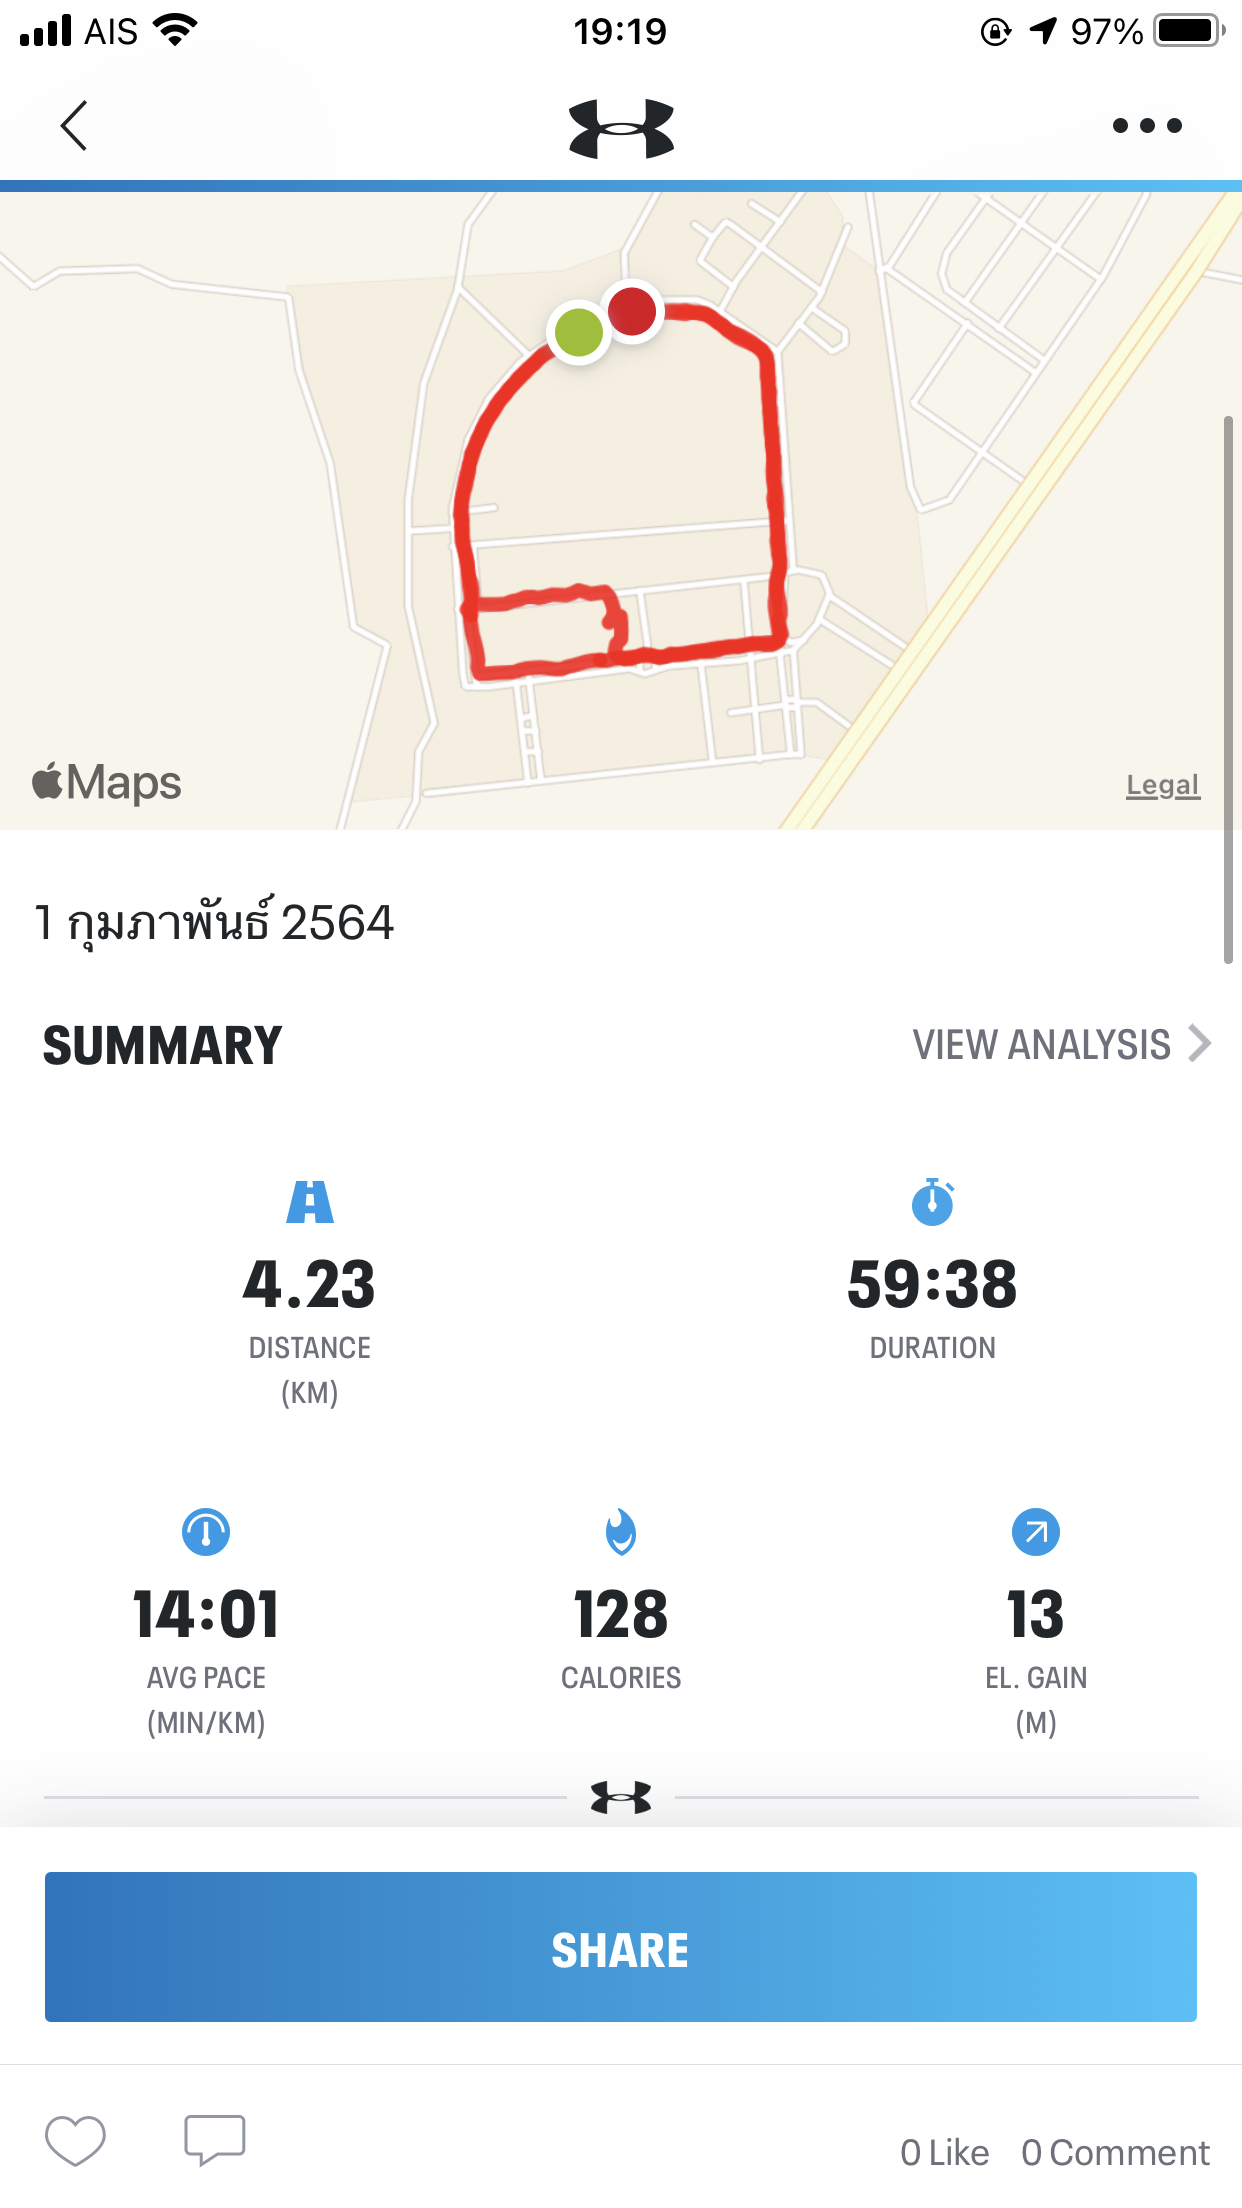 AIS
19:19
97%
Maps
Legal
1 กุมภาพันธ์ 2564
SUMMARY
VIEW ANALYSIS
4.23
DISTANCE
(KM)
59:38
DURATION
14:01
AVG PACE
(MIN/KM)
128
CALORIES
13
EL. GAIN
(M)
SHARE
0 Like
0 Comment